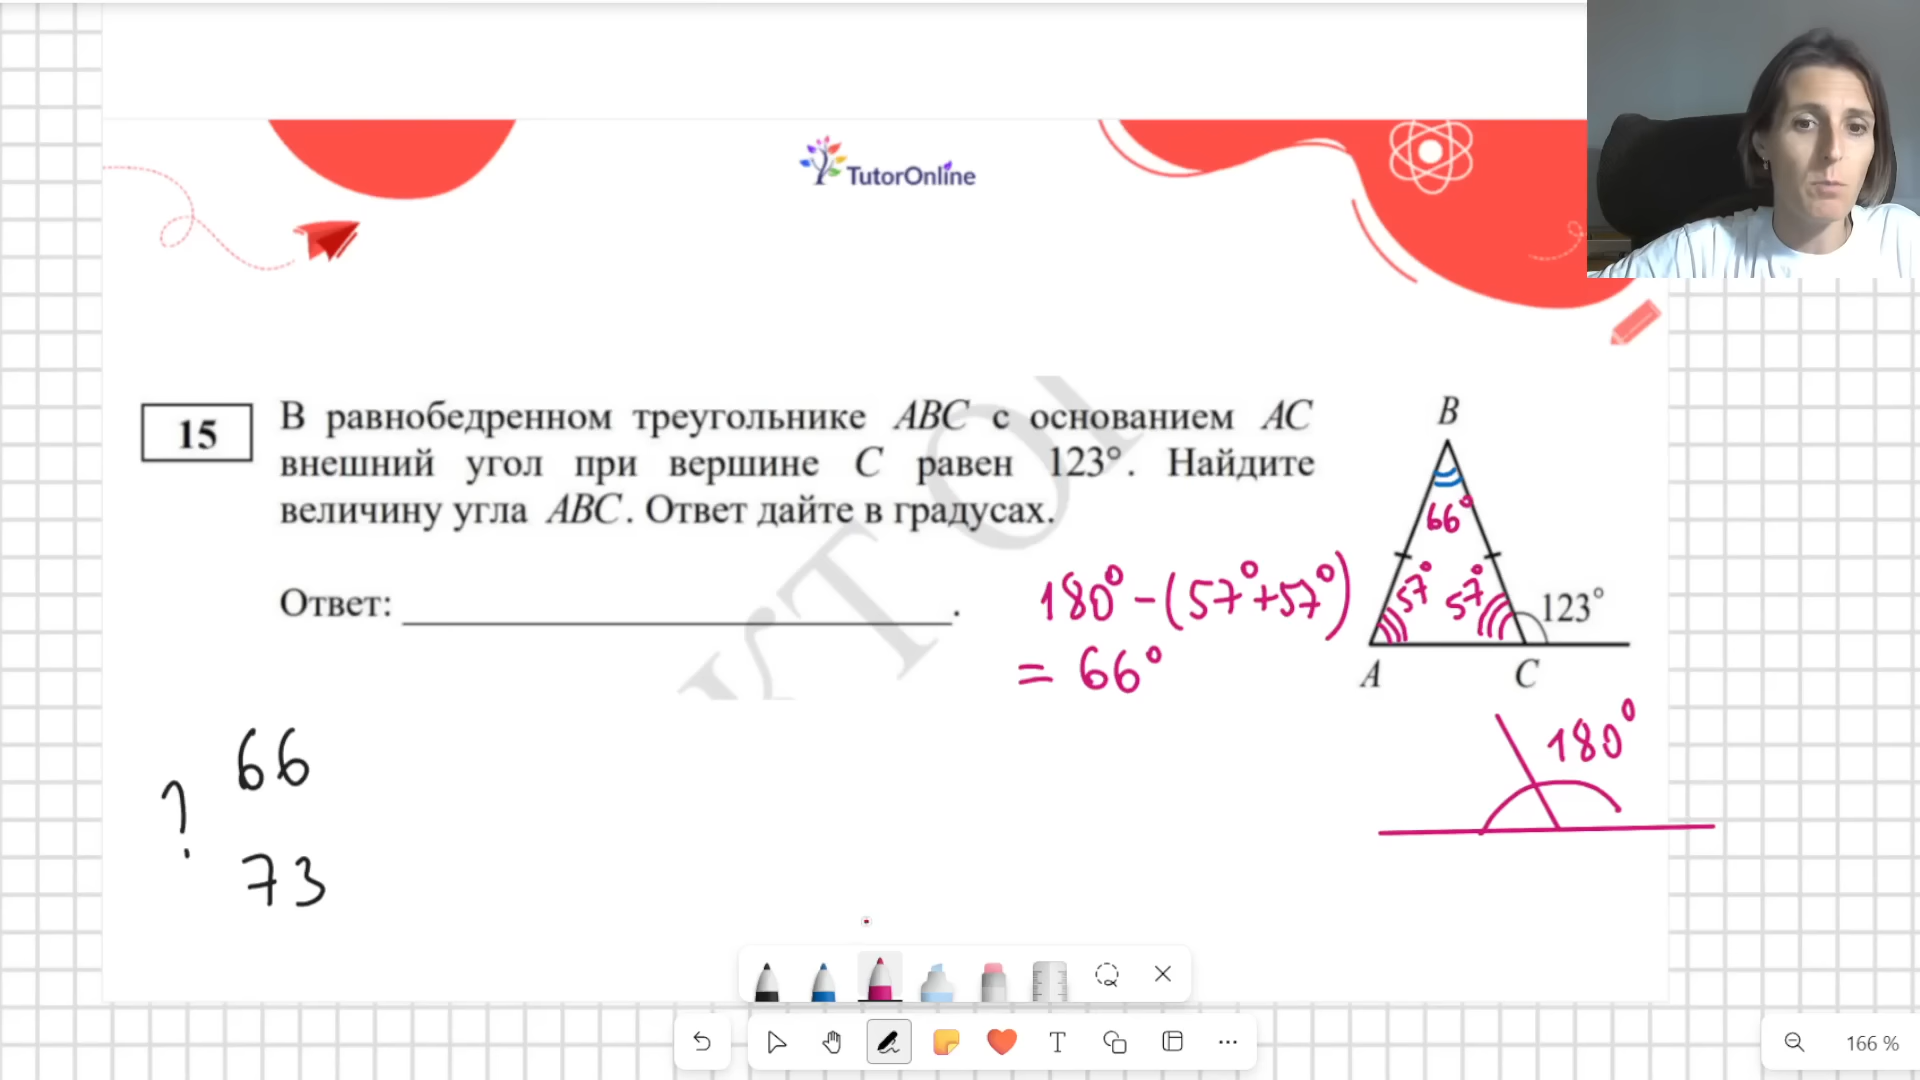 TutorOnline
15
В равнобедренном треугольнике ABC с основанием AC
внешний угол при вершине C равен 123°. Найдите
величину угла ABC. Ответ дайте в градусах.
Ответ: ____________________.
180° - (57° + 57°)
= 66°
B
66°
57° 57°
123°
A C
180°
66
?
73
T
166 %